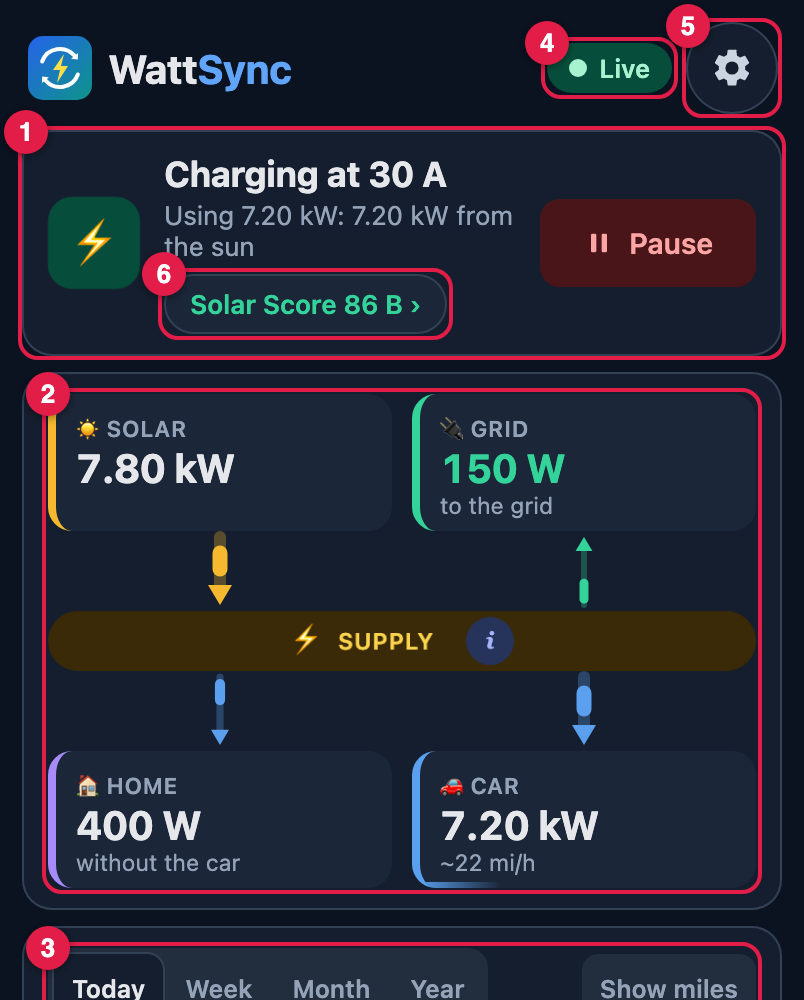 WattSync
4
Live
5
1
Charging at 30 A
Using 7.20 kW: 7.20 kW from
the sun
Pause
6
Solar Score 86 B ›
2
SOLAR
7.80 kW
GRID
150 W
to the grid
SUPPLY
i
HOME
400 W
without the car
CAR
7.20 kW
~22 mi/h
3
Today Week Month Year Show miles